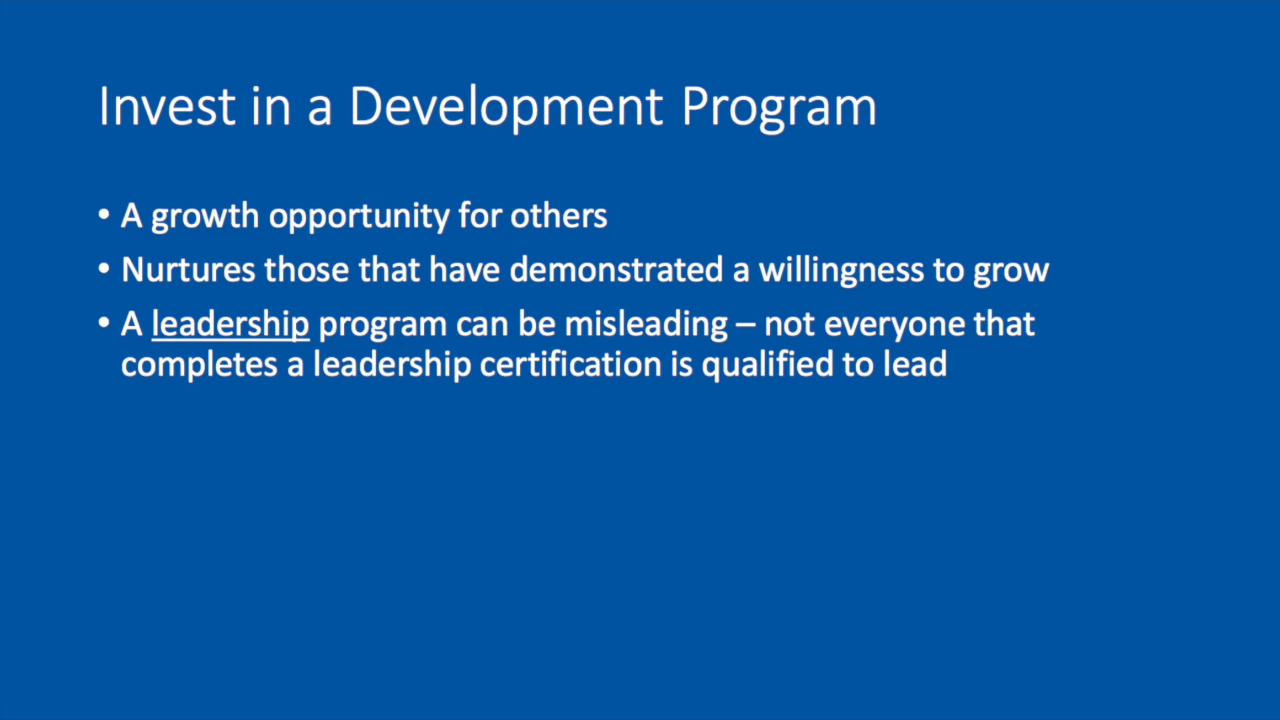 Invest in a Development Program
• A growth opportunity for others
• Nurtures those that have demonstrated a willingness to grow
• A leadership program can be misleading – not everyone that
completes a leadership certification is qualified to lead